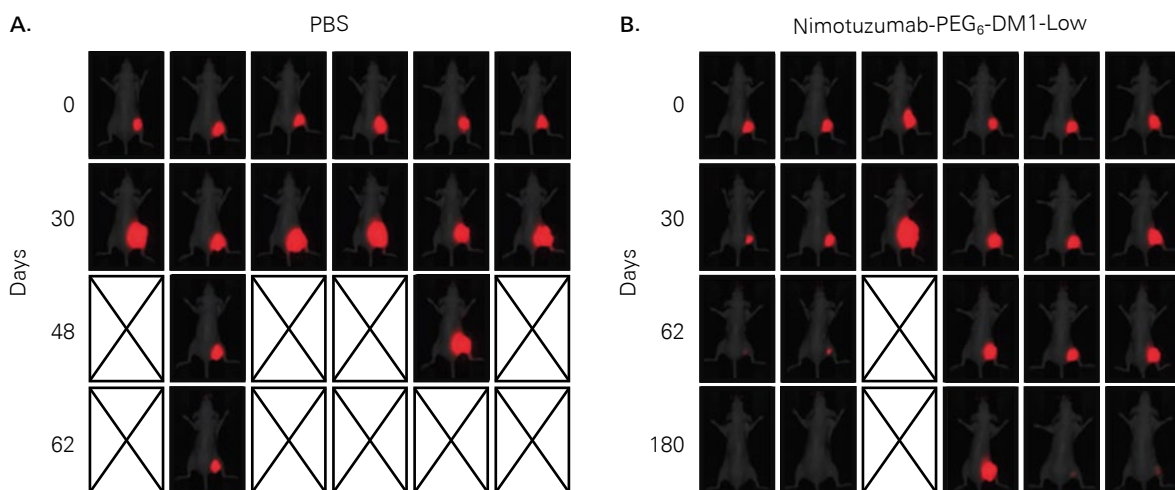 A.
PBS
0
30
48
62
Days
B.
Nimotuzumab-PEG₆-DM1-Low
0
30
62
180
Days